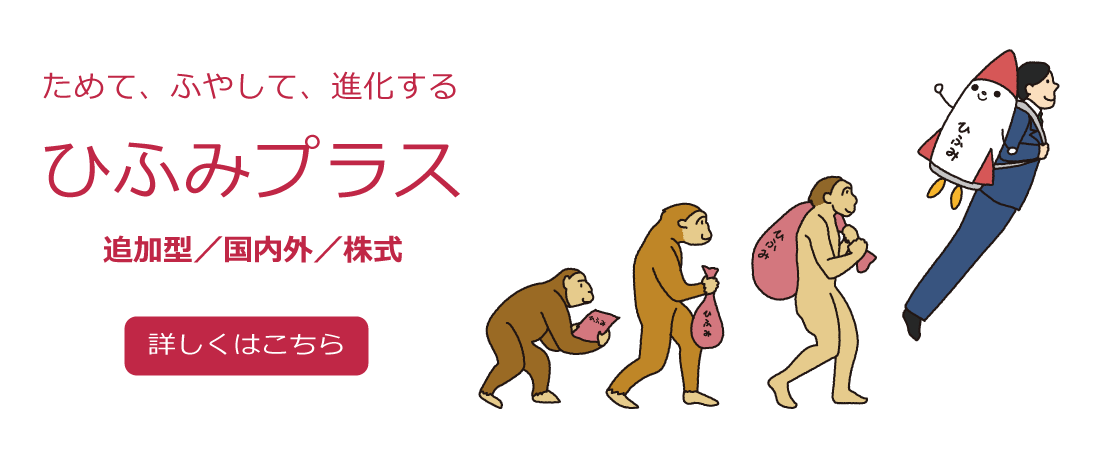 ためて、ふやして、進化する
ひふみプラス
追加型／国内外／株式
詳しくはこちら
ひふみ
ひふみ
ひふみ
ひふみ